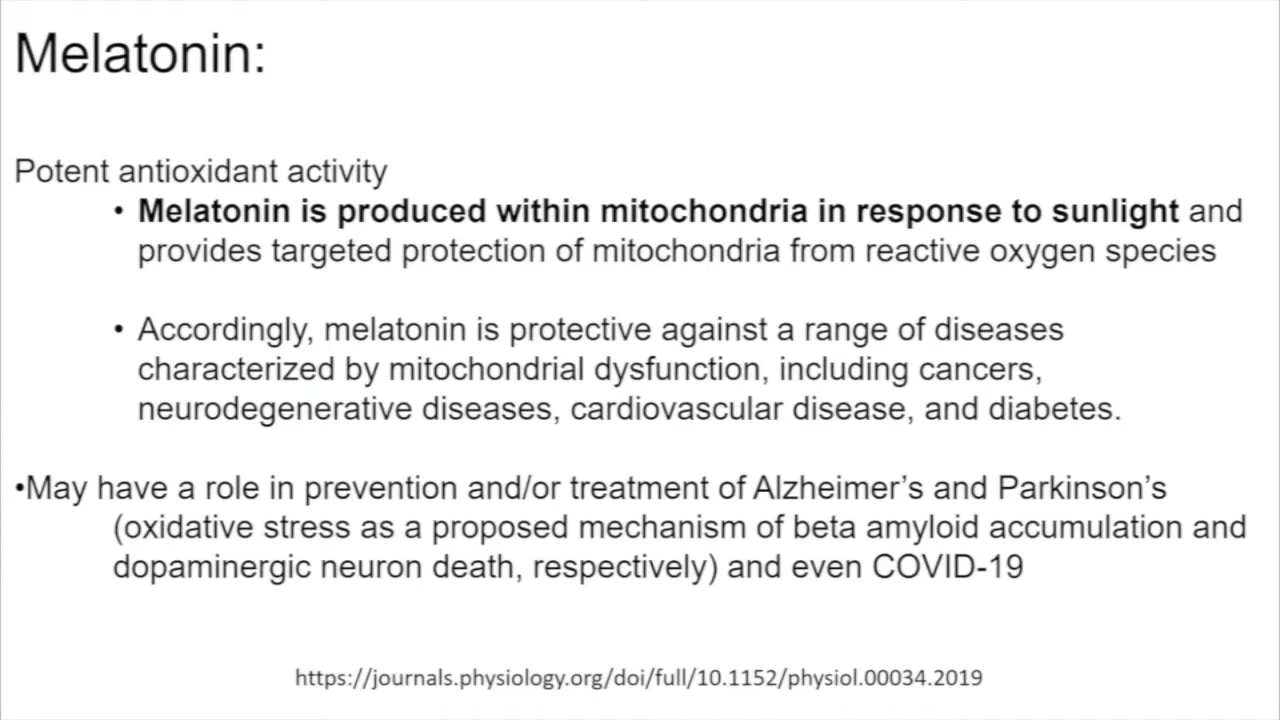 Melatonin:
Potent antioxidant activity
• Melatonin is produced within mitochondria in response to sunlight and
provides targeted protection of mitochondria from reactive oxygen species
• Accordingly, melatonin is protective against a range of diseases
characterized by mitochondrial dysfunction, including cancers,
neurodegenerative diseases, cardiovascular disease, and diabetes.
•May have a role in prevention and/or treatment of Alzheimer's and Parkinson's
(oxidative stress as a proposed mechanism of beta amyloid accumulation and
dopaminergic neuron death, respectively) and even COVID-19
https://journals.physiology.org/doi/full/10.1152/physiol.00034.2019